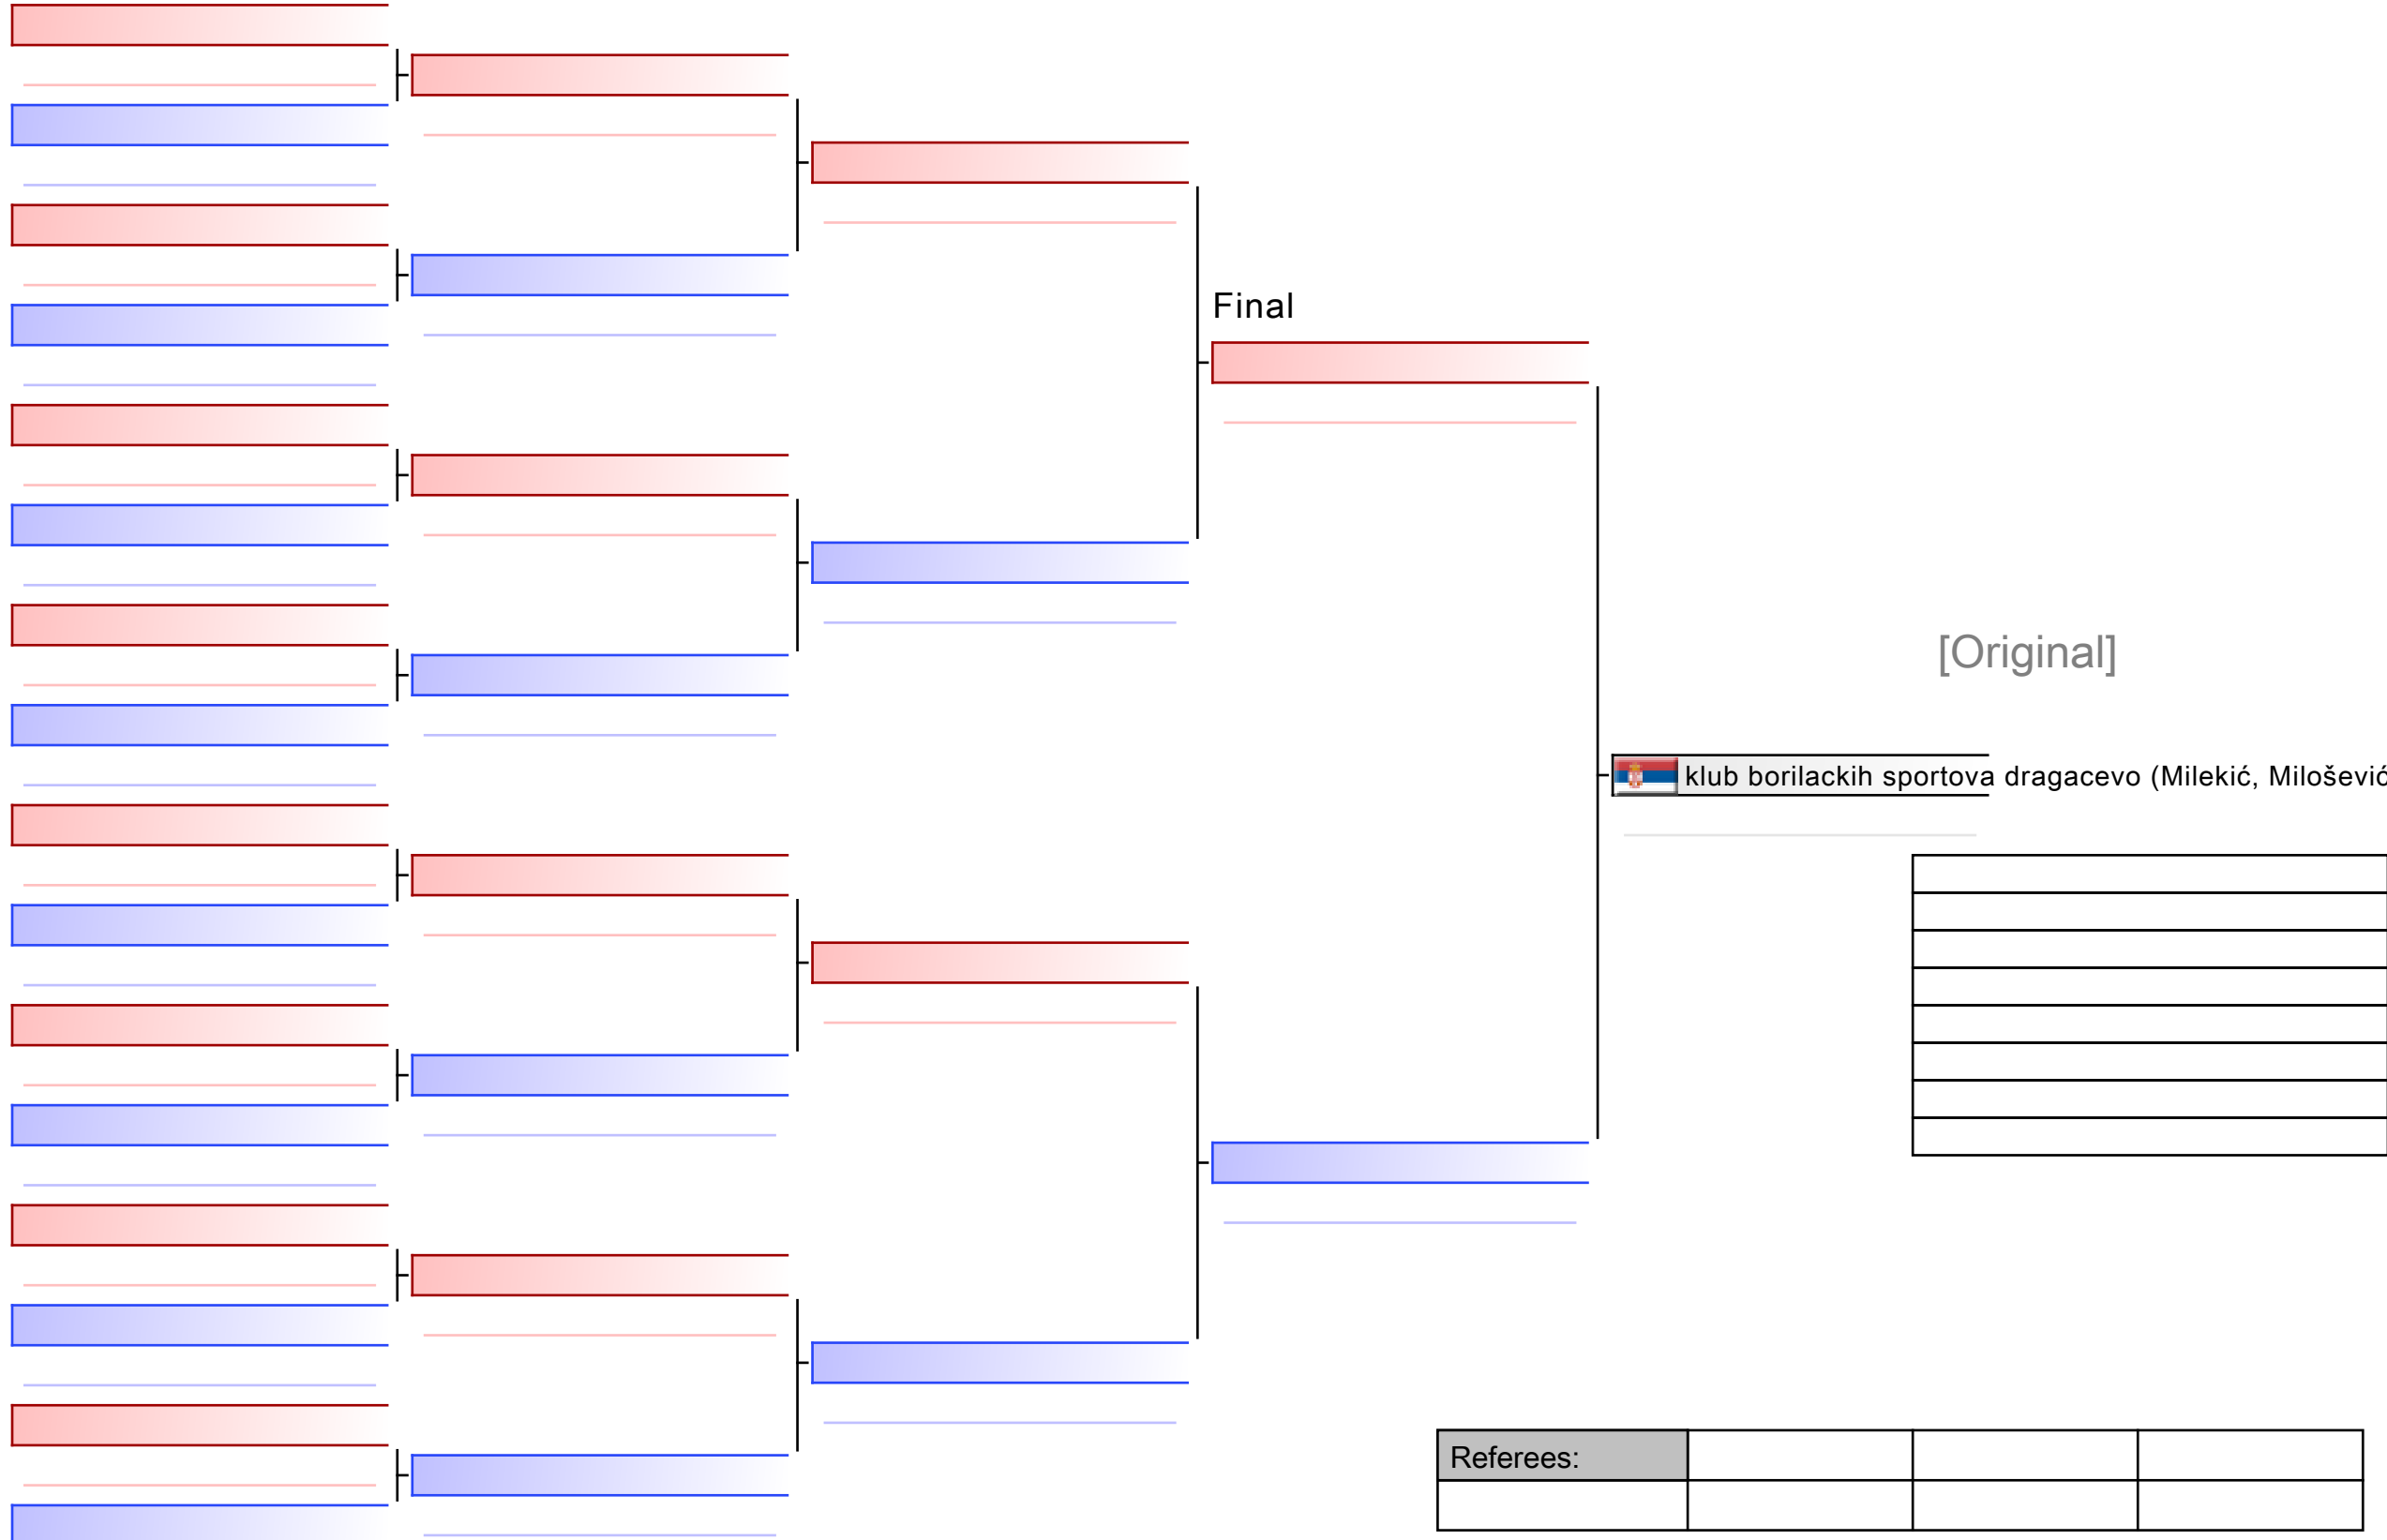 Final
[Original]
klub borilackih sportova dragacevo (Milekić, Milošević
Referees: